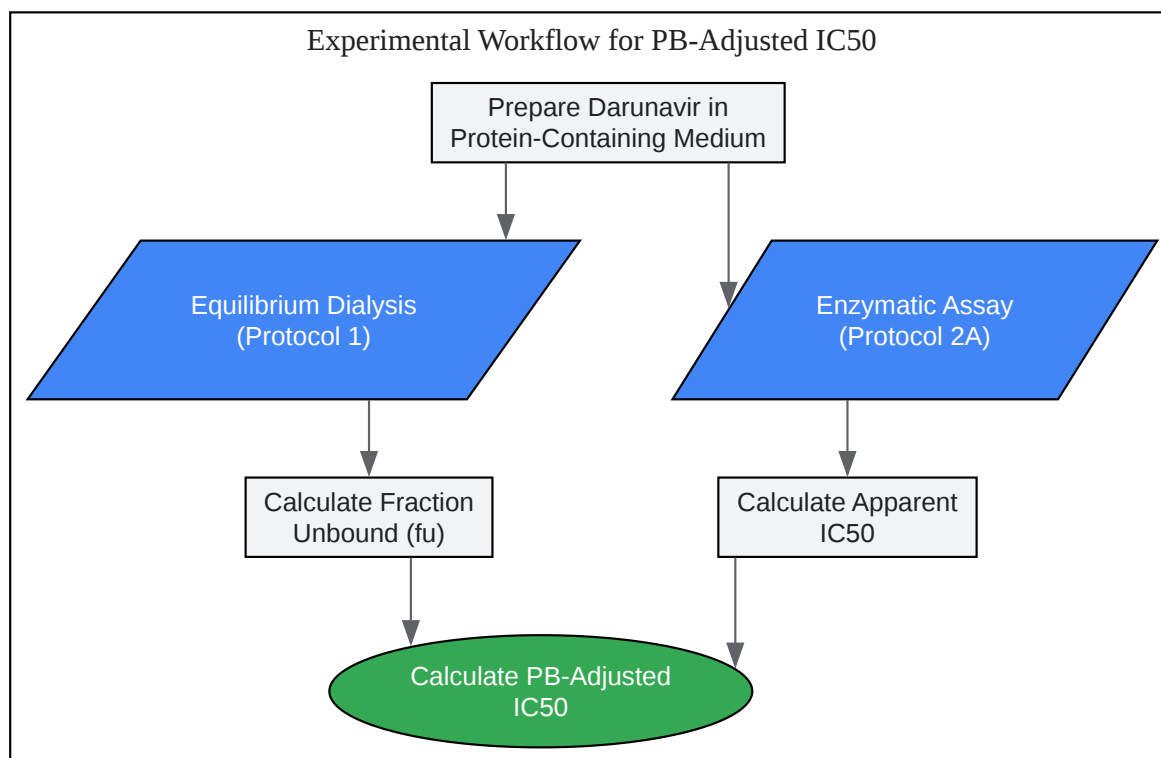 Experimental Workflow for PB-Adjusted IC50
Prepare Darunavir in
Protein-Containing Medium
Equilibrium Dialysis
(Protocol 1)
Enzymatic Assay
(Protocol 2A)
Calculate Fraction
Unbound (fu)
Calculate Apparent
IC50
Calculate PB-Adjusted
IC50